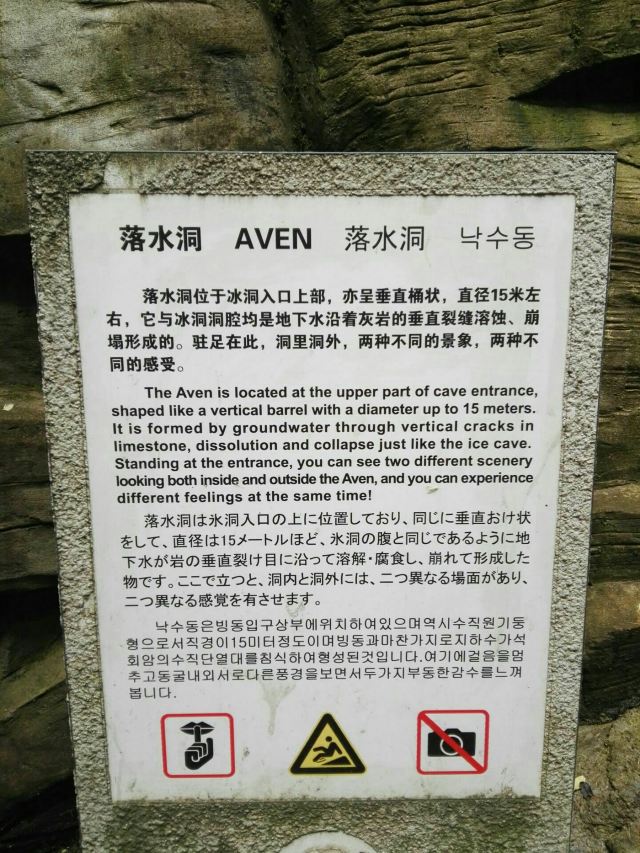 落水洞 AVEN 落水洞 낙수동
落水洞位于冰洞入口上部，亦呈垂直桶状，直径15米左
右，它与冰洞洞腔均是地下水沿着灰岩的垂直裂缝溶蚀、崩
塌形成的。驻足在此，洞里洞外，两种不同的景象，两种不
同的感受。
The Aven is located at the upper part of cave entrance,
shaped like a vertical barrel with a diameter up to 15 meters.
It is formed by groundwater through vertical cracks in
limestone, dissolution and collapse just like the ice cave.
Standing at the entrance, you can see two different scenery
looking both inside and outside the Aven, and you can experience
different feelings at the same time!
落水洞は氷洞入口の上に位置しており、同じに垂直おけ状
をして、直径は15メートルほど、氷洞の腹と同じであるように地
下水が岩の垂直裂け目に沿って溶解・腐食し、崩れて形成した
物です。ここで立つと、洞内と洞外には、二つ異なる場面があり、
二つ異なる感覚を有させます。
낙수동은빙동입구상부에위치하여있으며역시수직원기둥
형으로서직경이15미터정도이며빙동과마찬가지로지하수가석
회암의수직단열대를침식하여형성된것입니다.여기에걸음을멈
추고동굴내외서로다른풍경을보면서두가지부동한감수를느껴
봅니다.